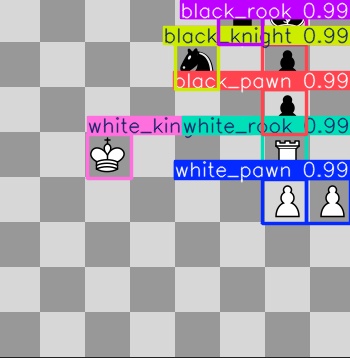 black_rook 0.99
black_knight 0.99
black_pawn 0.99
white_kin
white_rook 0.99
white_pawn 0.99